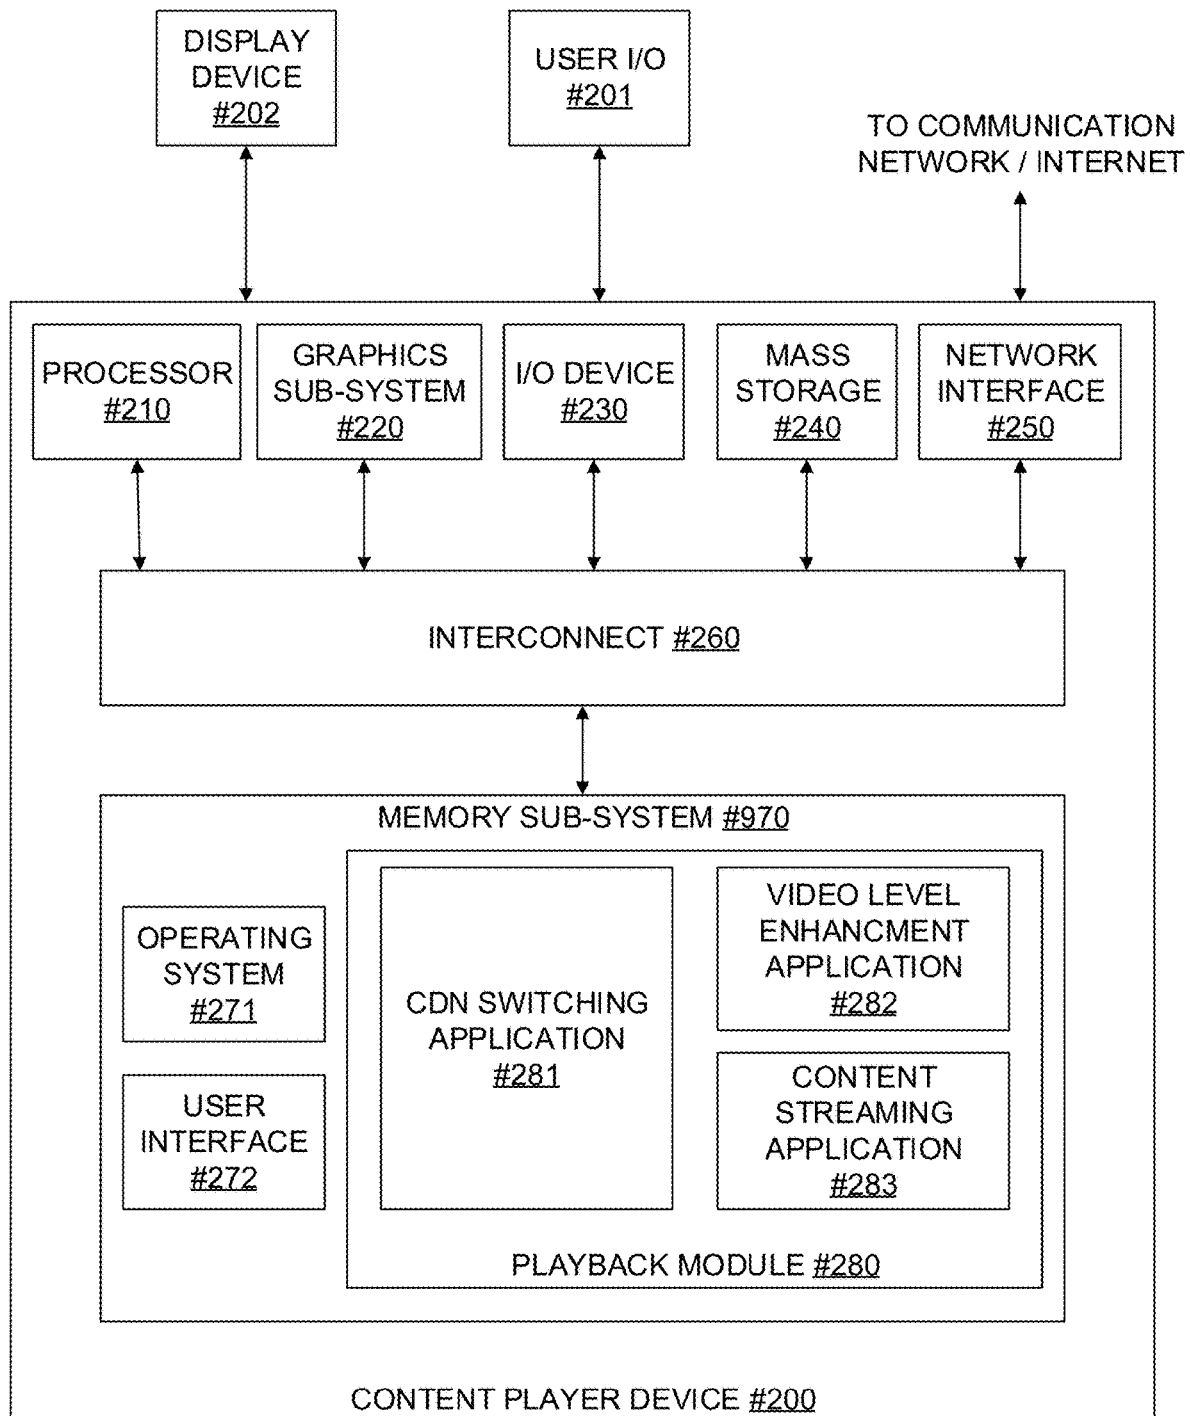 DISPLAY
DEVICE
#202
USER I/O
#201
TO COMMUNICATION
NETWORK / INTERNET
PROCESSOR
#210
GRAPHICS
SUB-SYSTEM
#220
I/O DEVICE
#230
MASS
STORAGE
#240
NETWORK
INTERFACE
#250
INTERCONNECT #260
MEMORY SUB-SYSTEM #970
OPERATING
SYSTEM
#271
USER
INTERFACE
#272
CDN SWITCHING
APPLICATION
#281
VIDEO LEVEL
ENHANCMENT
APPLICATION
#282
CONTENT
STREAMING
APPLICATION
#283
PLAYBACK MODULE #280
CONTENT PLAYER DEVICE #200